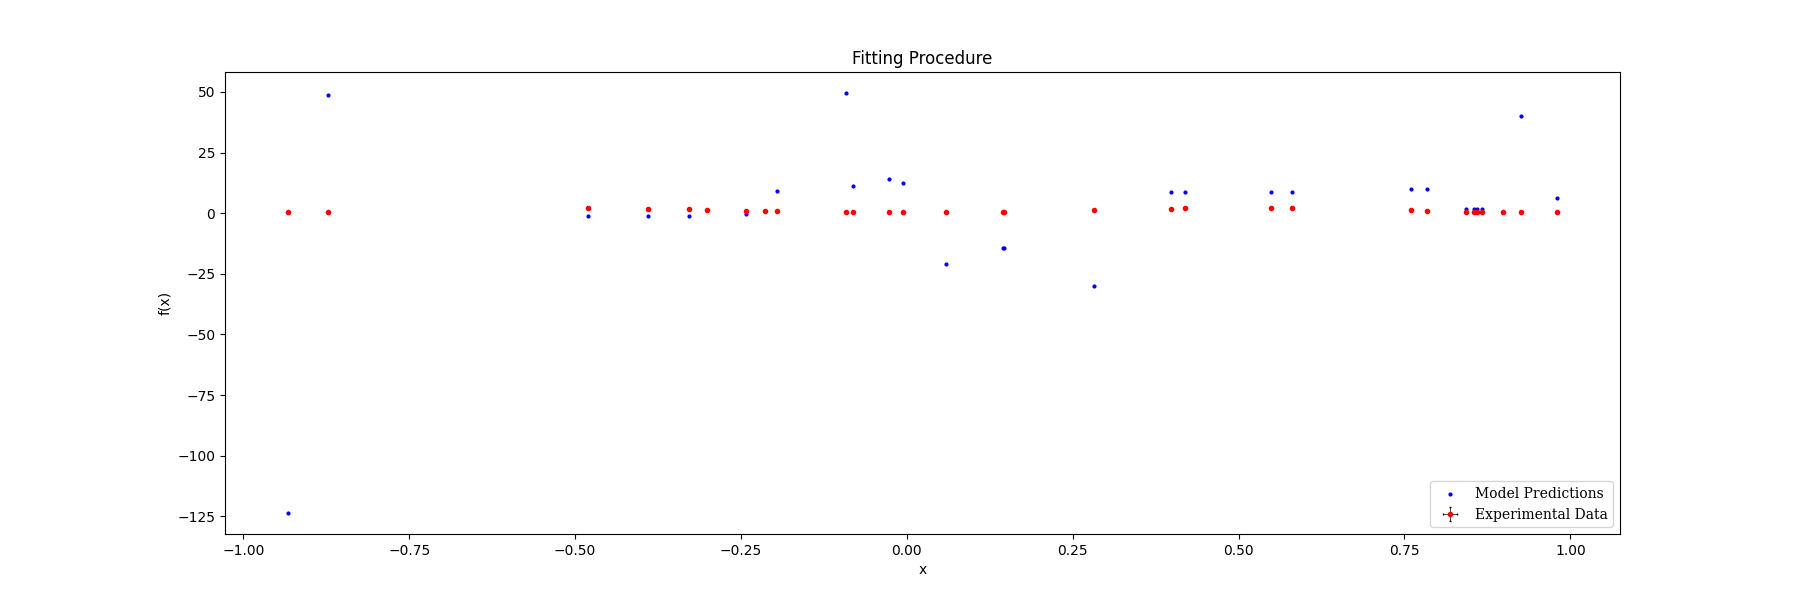 Fitting Procedure
50
25
0
−25
−50
−75
−100
−125
f(x)
−1.00 −0.75 −0.50 −0.25 0.00 0.25 0.50 0.75 1.00
x
Model Predictions
Experimental Data